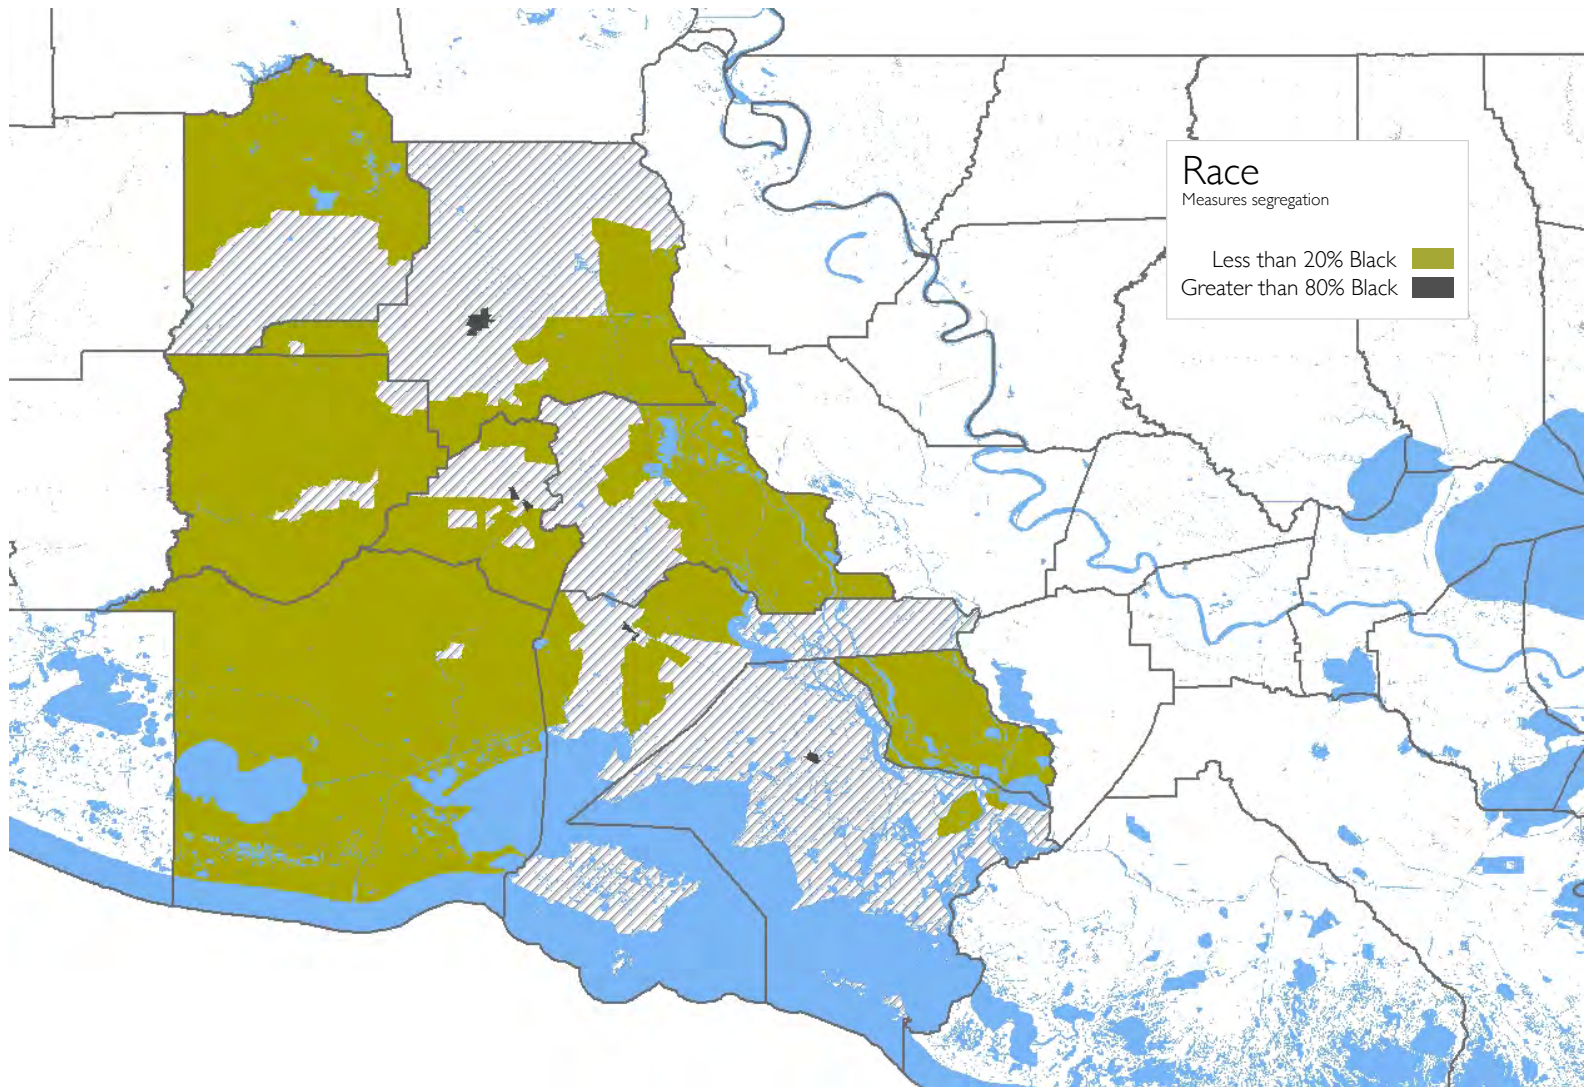 Race
Measures segregation
Less than 20% Black
Greater than 80% Black